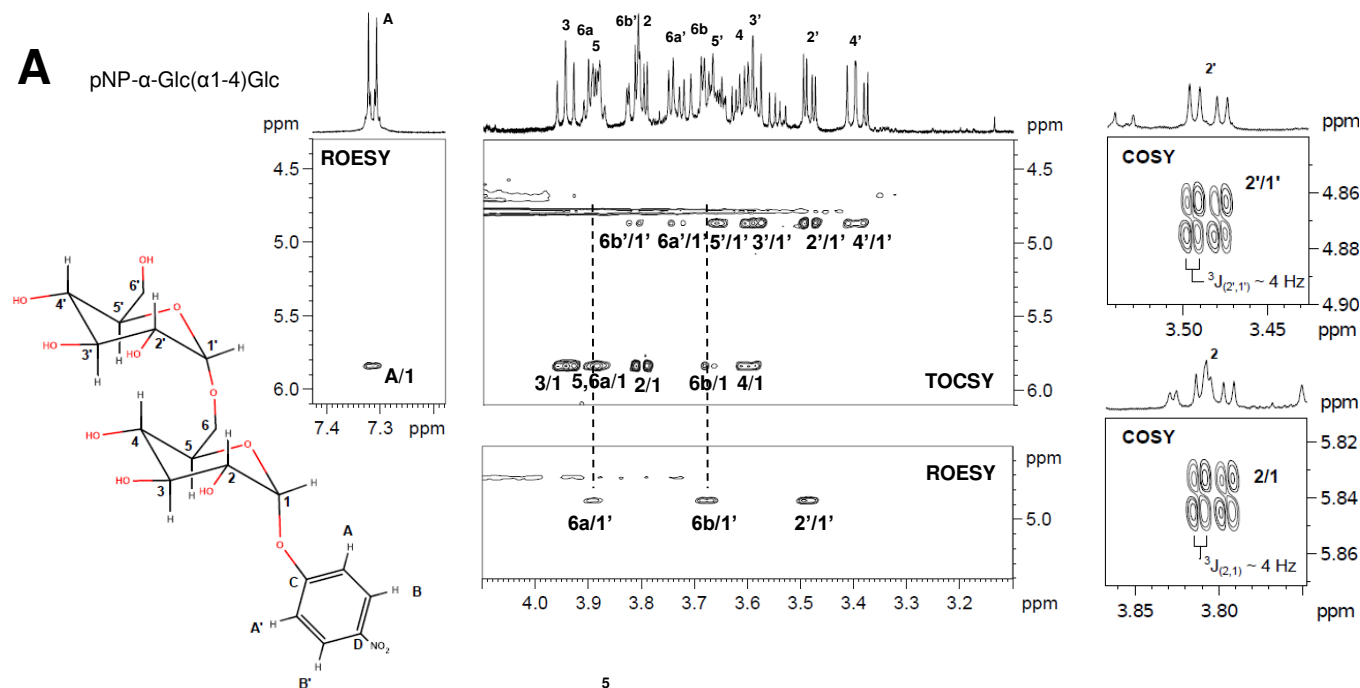 A
pNP-α-Glc(α1-4)Glc
A
ppm
ROESY
4.5
5.0
5.5
6.0
A/1
7.4 7.3 ppm
3 6a 5 6b' 2 6a' 6b 5' 4 3' 2' 4'
ppm
4.5
5.0
5.5
6.0
6b'/1' 6a'/1' 5'/1' 3'/1' 2'/1' 4'/1'
3/1 5,6a/1 2/1 6b/1 4/1 TOCSY
ROESY
ppm
5.0
6a/1' 6b/1' 2'/1'
4.0 3.9 3.8 3.7 3.6 3.5 3.4 3.3 3.2 ppm
2'
ppm
COSY
2'/1'
4.86
4.88
4.90
³J(2',1') ~ 4 Hz
3.50 3.45
ppm
2
ppm
COSY
2/1
5.82
5.84
5.86
³J(2,1) ~ 4 Hz
3.85 3.80
ppm
H OH
HO 4' 6' H
5' O
HO 3' H 2' HO 1' H
H O
H 6
HO 4 5 H O
HO 3 H 2 HO 1 H
H O
A
H
C H B
A' H
D NO₂
H
B'
5